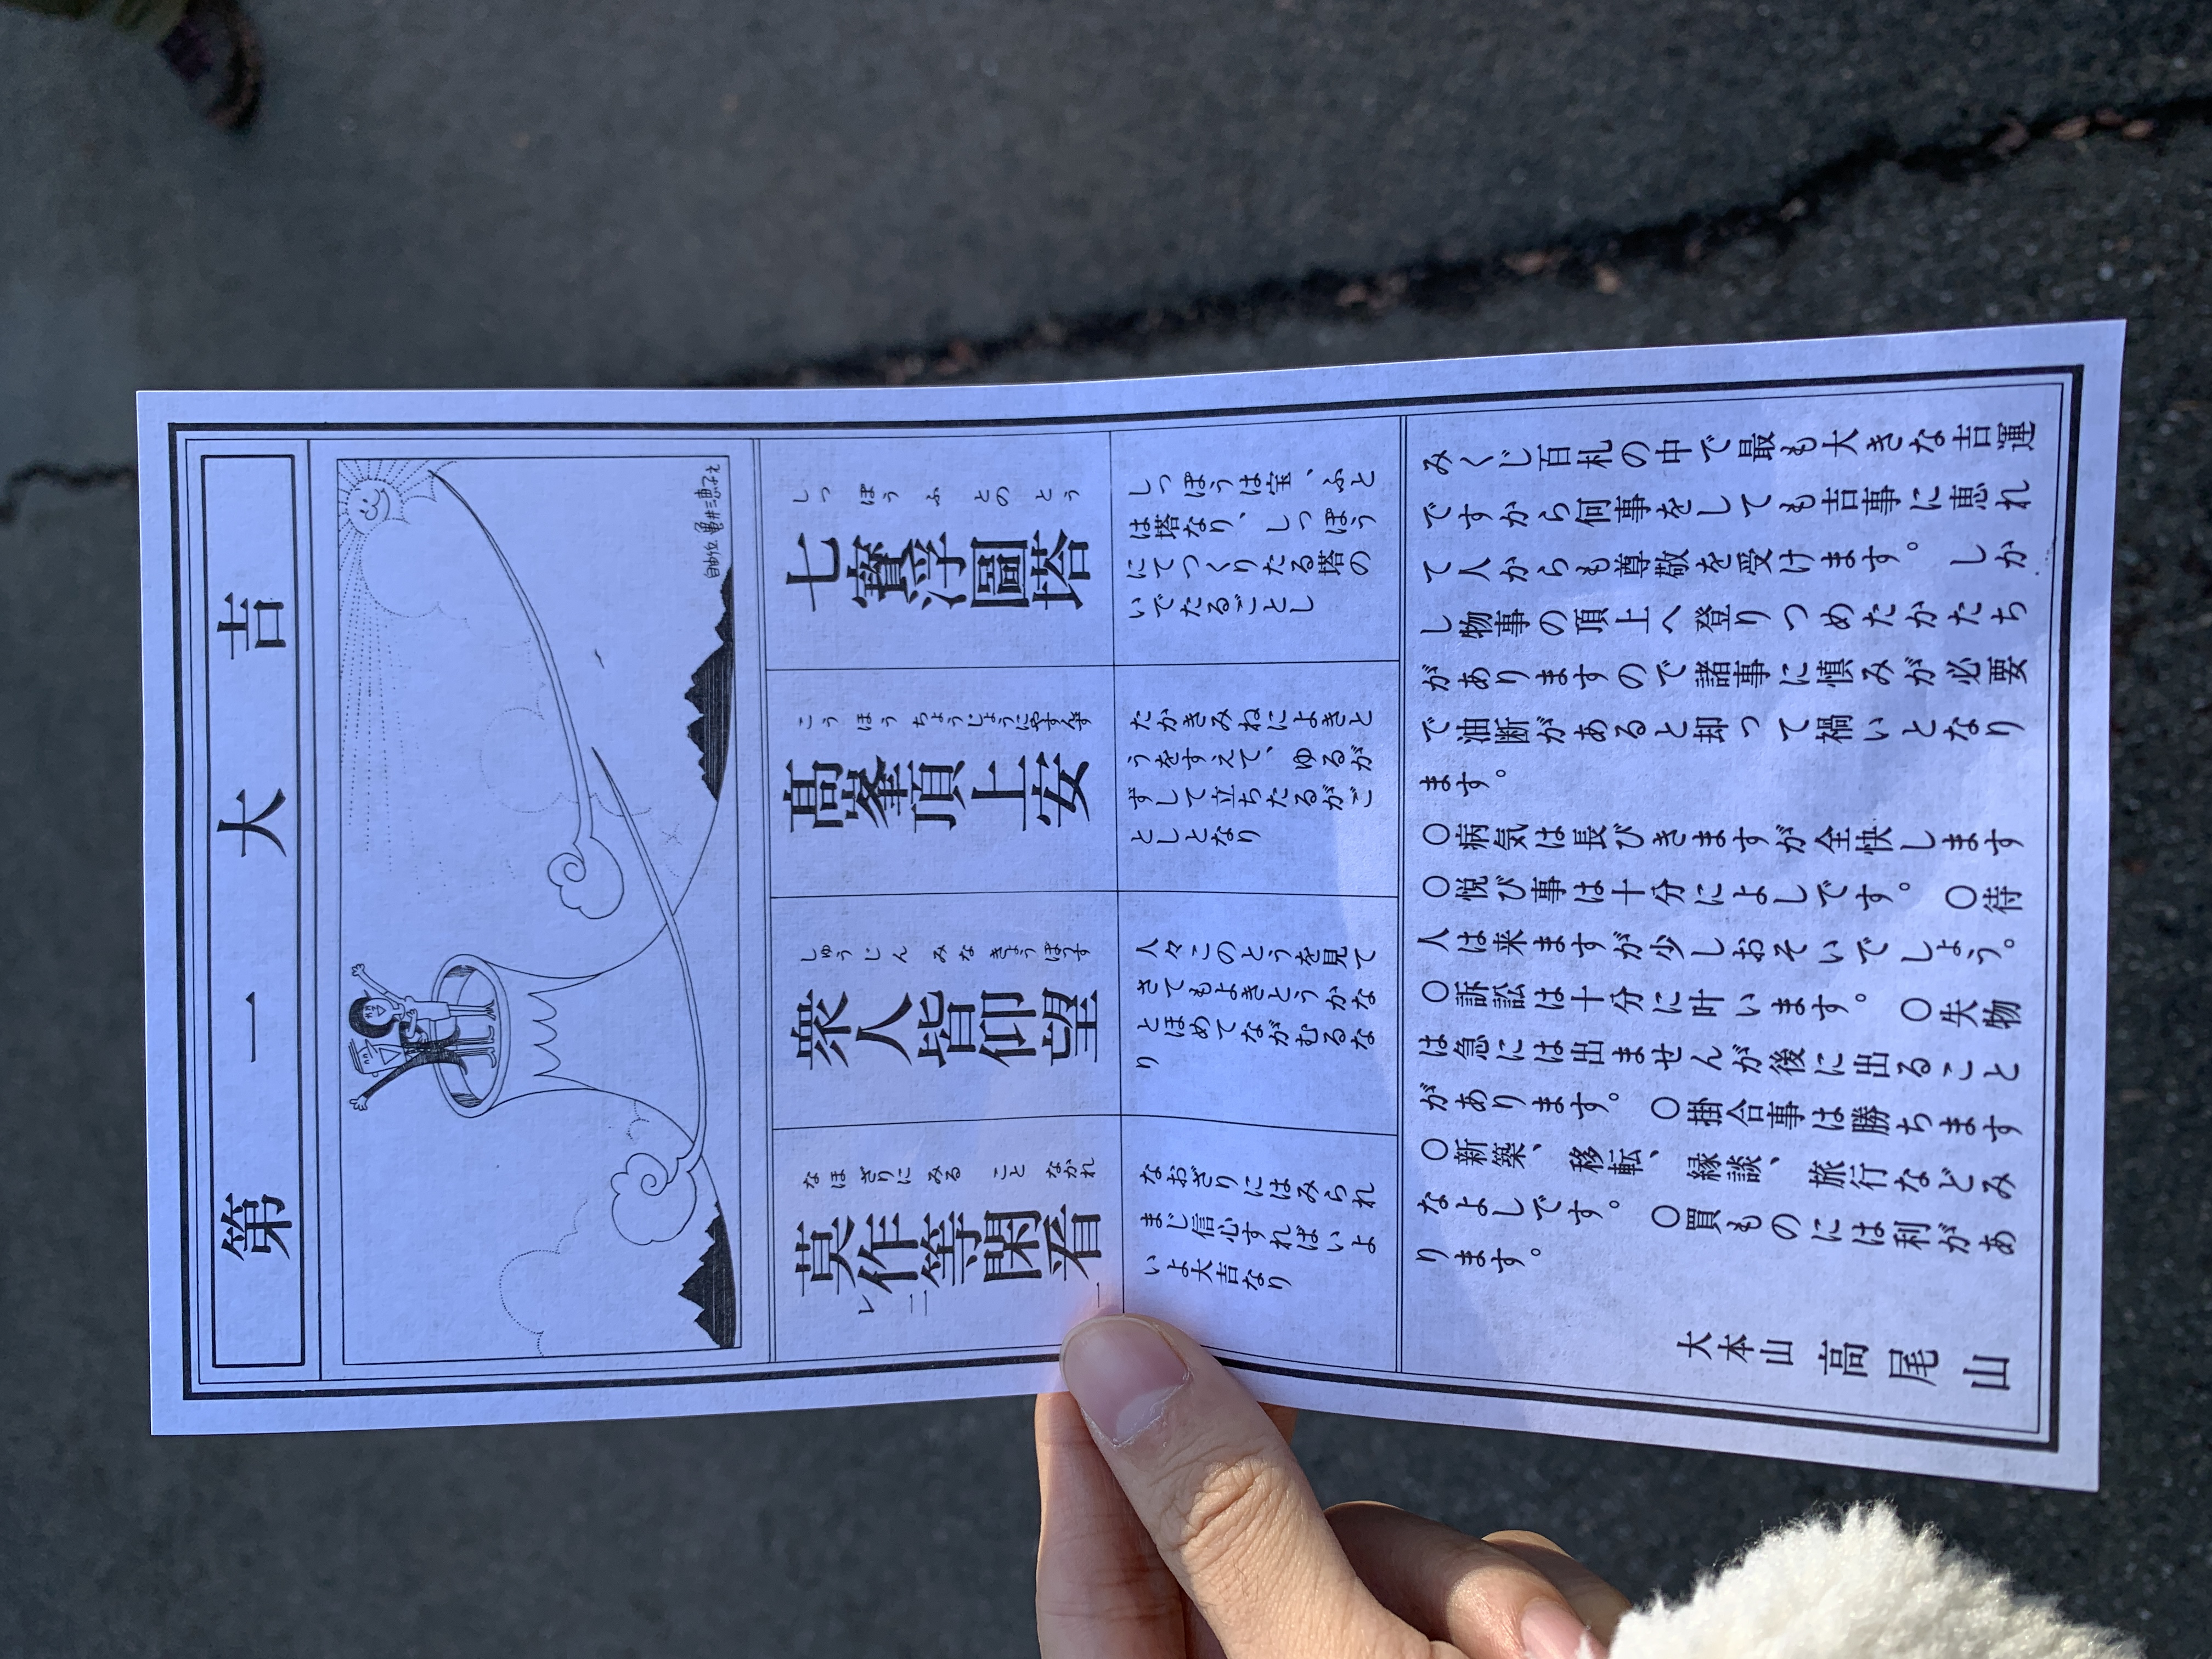 第一大吉
自由丘 亀井三恵子え
しっ ぽう ふ との とう
七寳浮圖塔
しっぽうは宝、ふと
は塔なり、しっぽう
にてつくりたる塔の
いでたるごとし
こう ほう ちょうじょうにやすんず
髙峯頂上安
たかきみねによきと
うをすえて、ゆるが
ずして立ちたるがご
としとなり
しゅう じん みな きょう ぼうす
衆人皆仰望
人々このとうを見て
さてもよきとうかな
とほめてながむるな
り
なほ ざりに みる こと なかれ
莫レ作二等閑看一
なおざりにはみられ
まじ信心すればいよ
いよ大吉なり
みくじ百札の中で最も大きな吉運
ですから何事をしても吉事に恵れ
て人からも尊敬を受けます。しか
し物事の頂上へ登りつめたかたち
がありますので諸事に慎みが必要
で油断があると却って禍いとなり
ます。
○病気は長びきますが全快します
○悦び事は十分によしです。○待
人は来ますが少しおそいでしょう。
○訴訟は十分に叶います。○失物
は急には出ませんが後に出ること
があります。○掛合事は勝ちます
○新築、移転、縁談、旅行などみ
なよしです。○買ものには利があ
ります。
大本山 高尾山